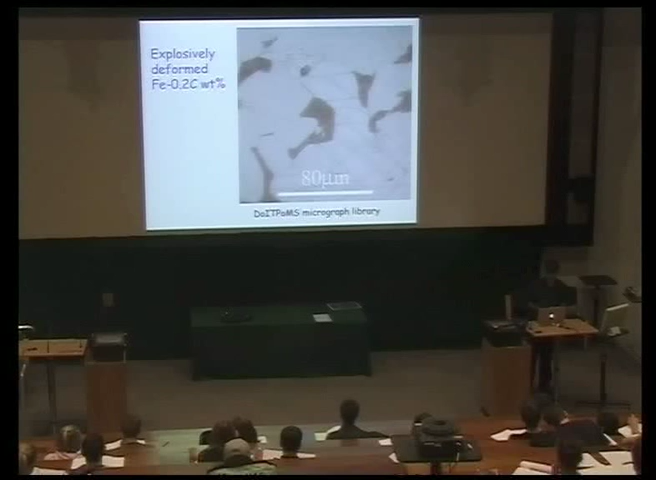 Explosively
deformed
Fe-0.2C wt%
80µm
DoITPoMS micrograph library